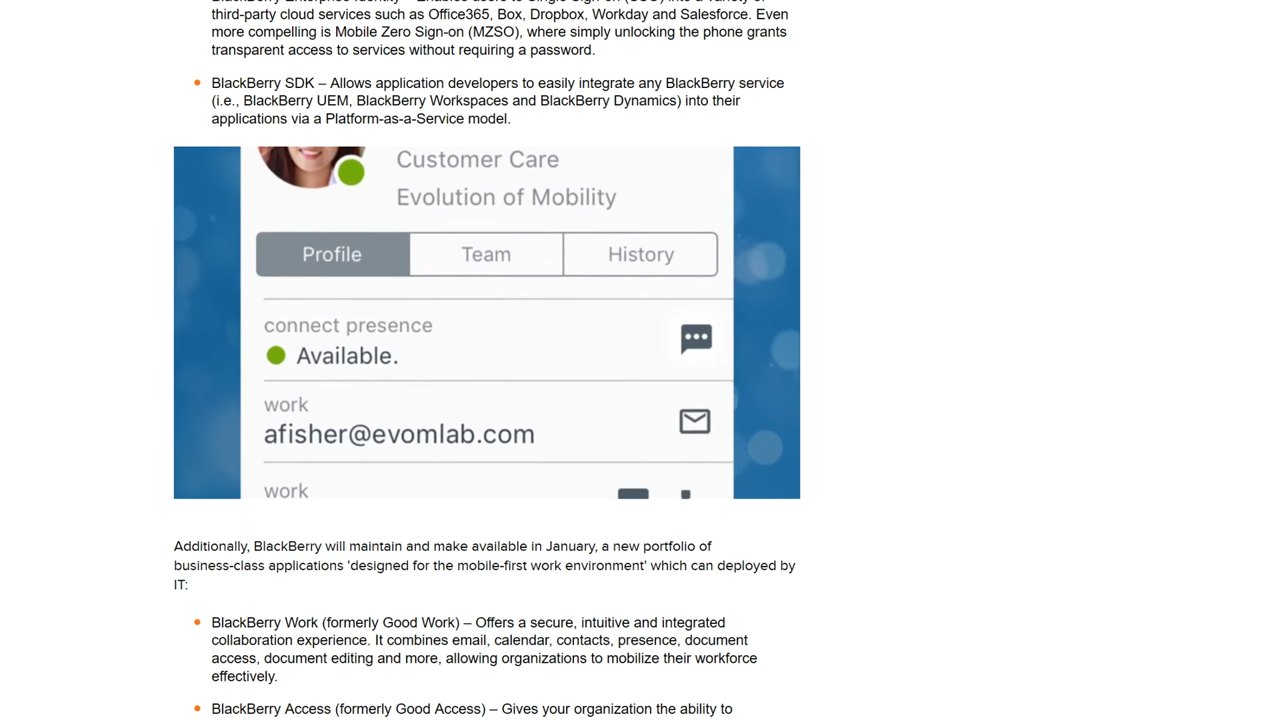 third-party cloud services such as Office365, Box, Dropbox, Workday and Salesforce. Even
more compelling is Mobile Zero Sign-on (MZSO), where simply unlocking the phone grants
transparent access to services without requiring a password.
BlackBerry SDK – Allows application developers to easily integrate any BlackBerry service
(i.e., BlackBerry UEM, BlackBerry Workspaces and BlackBerry Dynamics) into their
applications via a Platform-as-a-Service model.
Customer Care
Evolution of Mobility
Profile Team History
connect presence
Available.
work
afisher@evomlab.com
work
Additionally, BlackBerry will maintain and make available in January, a new portfolio of
business-class applications 'designed for the mobile-first work environment' which can deployed by
IT:
BlackBerry Work (formerly Good Work) – Offers a secure, intuitive and integrated
collaboration experience. It combines email, calendar, contacts, presence, document
access, document editing and more, allowing organizations to mobilize their workforce
effectively.
BlackBerry Access (formerly Good Access) – Gives your organization the ability to